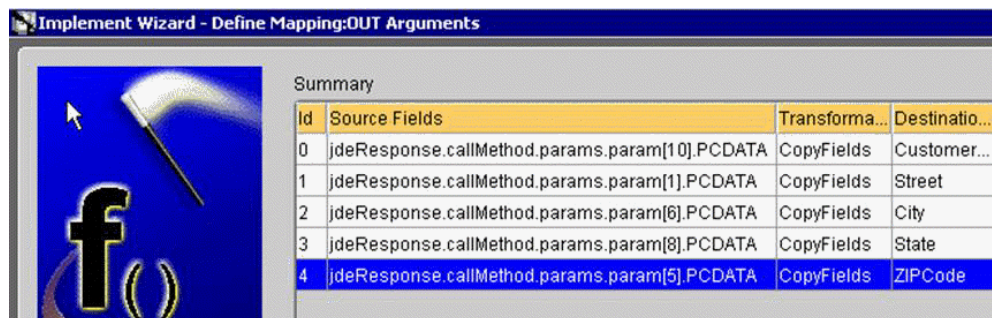 Implement Wizard - Define Mapping:OUT Arguments
Summary
Id Source Fields Transforma... Destinatio...
0 jdeResponse.callMethod.params.param[10].PCDATA CopyFields Customer...
1 jdeResponse.callMethod.params.param[1].PCDATA CopyFields Street
2 jdeResponse.callMethod.params.param[6].PCDATA CopyFields City
3 jdeResponse.callMethod.params.param[8].PCDATA CopyFields State
4 jdeResponse.callMethod.params.param[5].PCDATA CopyFields ZIPCode
f()